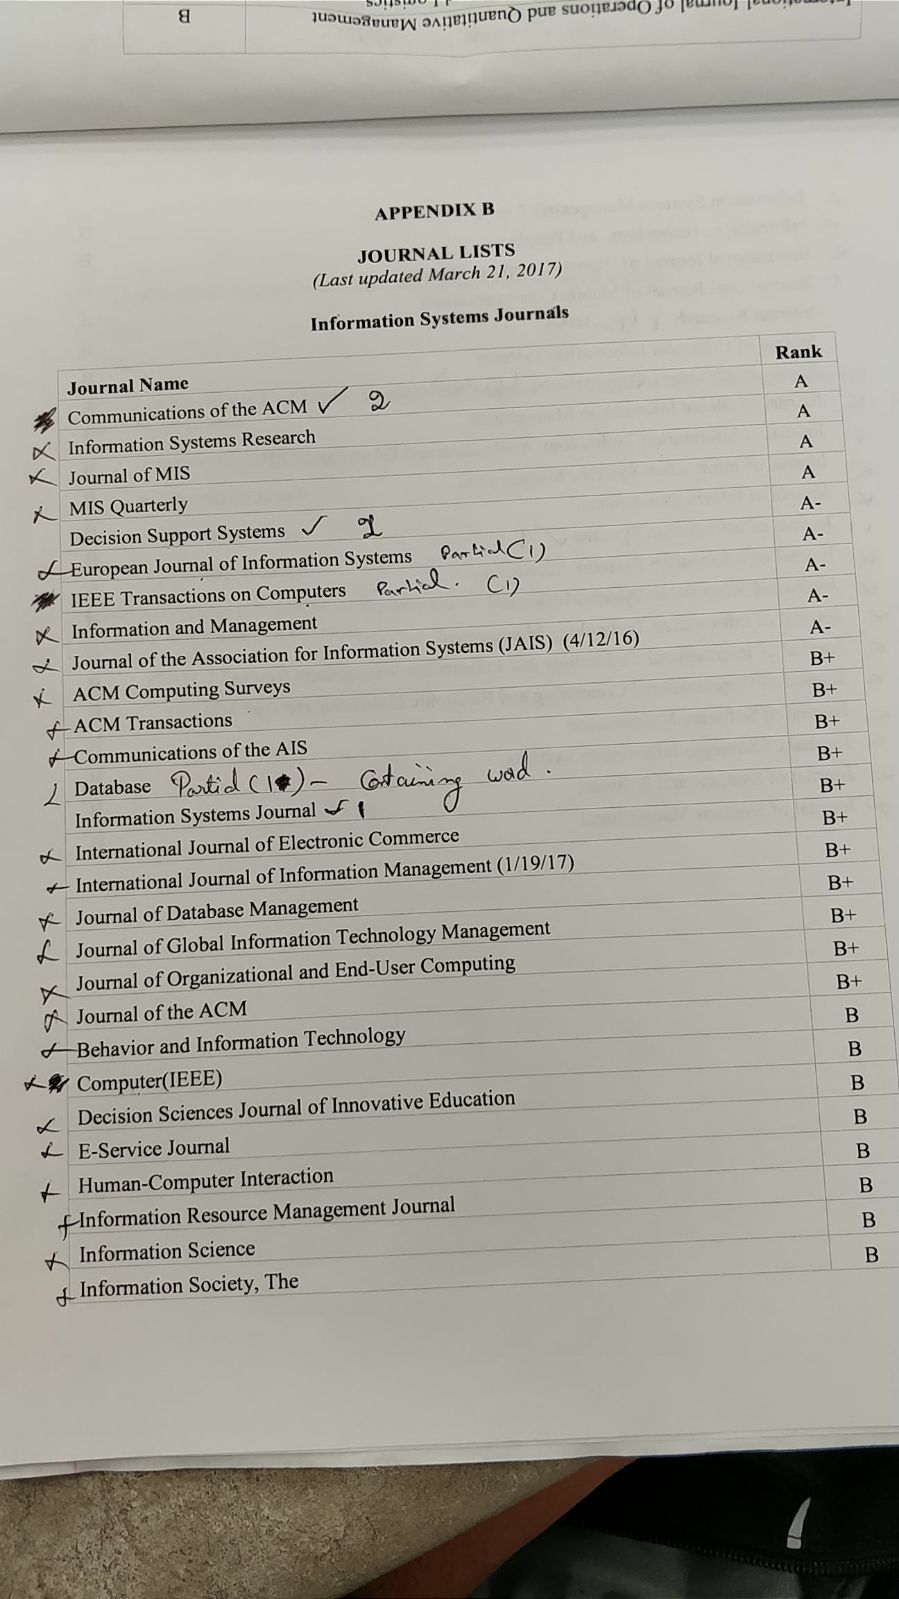 International Journal of Operations and Quantitative Management B
APPENDIX B
JOURNAL LISTS
(Last updated March 21, 2017)
Information Systems Journals
Journal Name Rank
Communications of the ACM ✓ 2 A
Information Systems Research A
Journal of MIS A
MIS Quarterly A
Decision Support Systems ✓ A-
European Journal of Information Systems Partial (1) A-
IEEE Transactions on Computers Partial. (1) A-
Information and Management A-
Journal of the Association for Information Systems (JAIS) (4/12/16) A-
ACM Computing Surveys B+
ACM Transactions B+
Communications of the AIS B+
Database Partial (1) - Containing word. B+
Information Systems Journal ✓ 1 B+
International Journal of Electronic Commerce B+
International Journal of Information Management (1/19/17) B+
Journal of Database Management B+
Journal of Global Information Technology Management B+
Journal of Organizational and End-User Computing B+
Journal of the ACM B+
Behavior and Information Technology B
Computer(IEEE) B
Decision Sciences Journal of Innovative Education B
E-Service Journal B
Human-Computer Interaction B
Information Resource Management Journal B
Information Science B
Information Society, The B